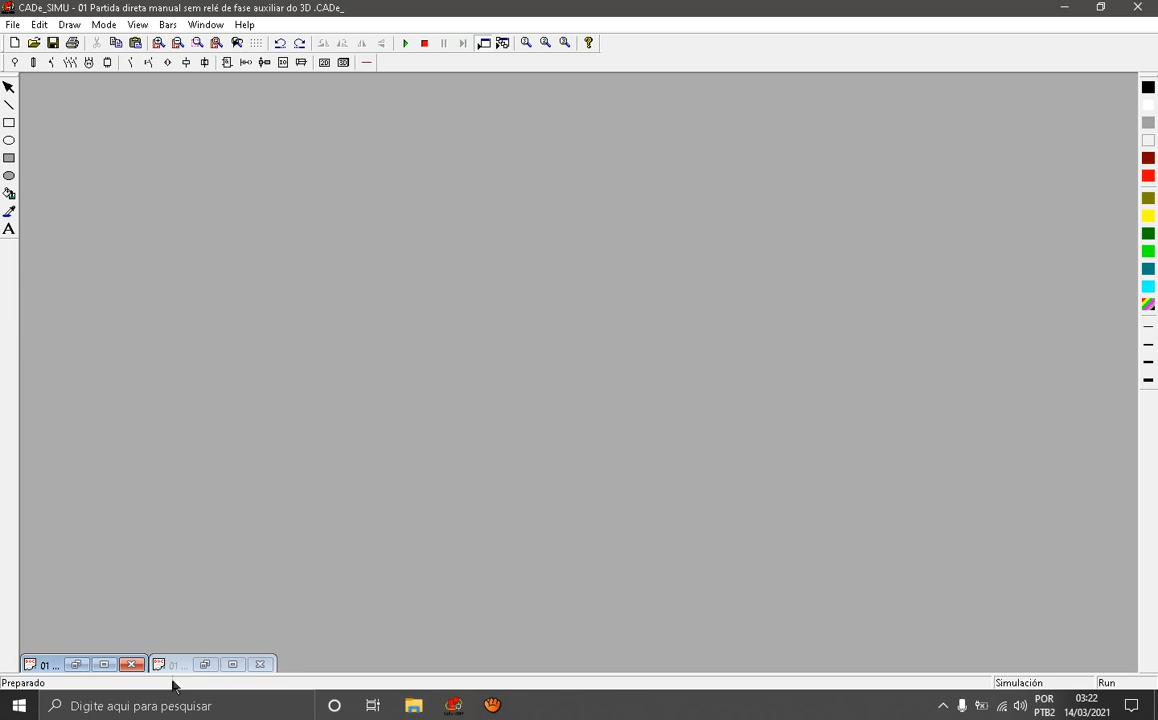 CADe_SIMU - 01 Partida direta manual sem relé de fase auxiliar do 3D .CADe_
File Edit Draw Mode View Bars Window Help
01 ...
01 ...
Preparado
Simulación
Run
Digite aqui para pesquisar
POR
PTB2
03:22
14/03/2021